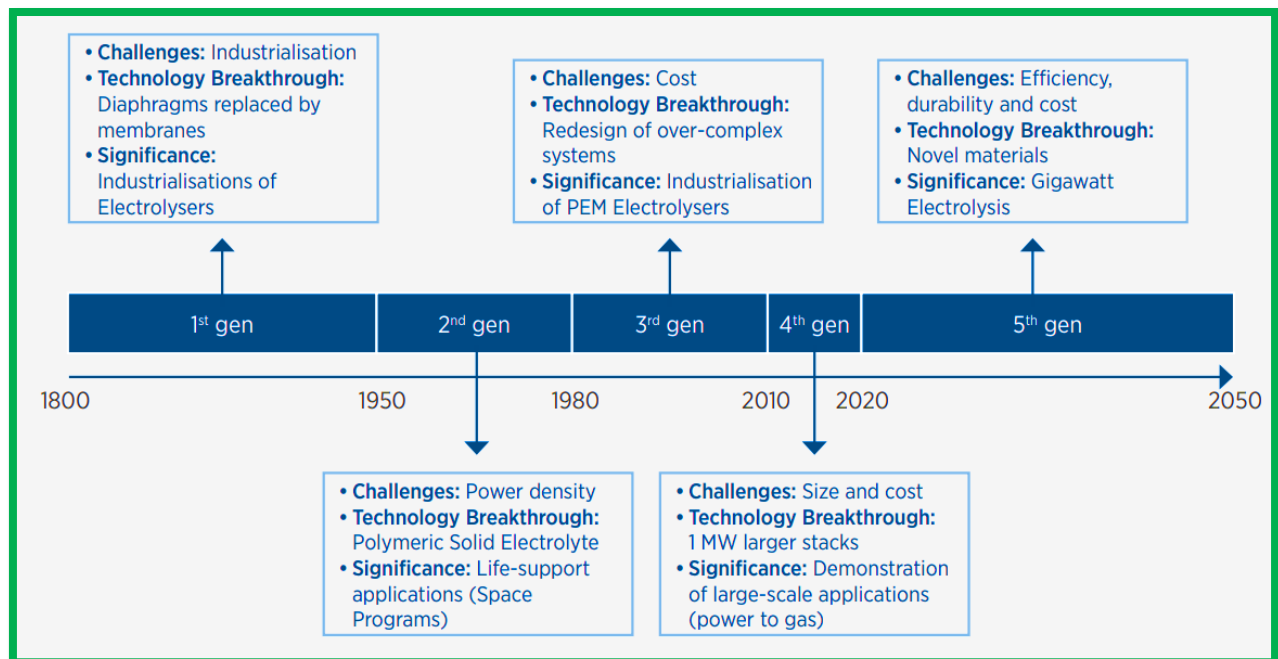 • Challenges: Industrialisation
• Technology Breakthrough:
Diaphragms replaced by
membranes
• Significance:
Industrialisations of
Electrolysers
• Challenges: Cost
• Technology Breakthrough:
Redesign of over-complex
systems
• Significance: Industrialisation
of PEM Electrolysers
• Challenges: Efficiency,
durability and cost
• Technology Breakthrough:
Novel materials
• Significance: Gigawatt
Electrolysis
1st gen
2nd gen
3rd gen
4th gen
5th gen
1800
1950
1980
2010
2020
2050
• Challenges: Power density
• Technology Breakthrough:
Polymeric Solid Electrolyte
• Significance: Life-support
applications (Space
Programs)
• Challenges: Size and cost
• Technology Breakthrough:
1 MW larger stacks
• Significance: Demonstration
of large-scale applications
(power to gas)